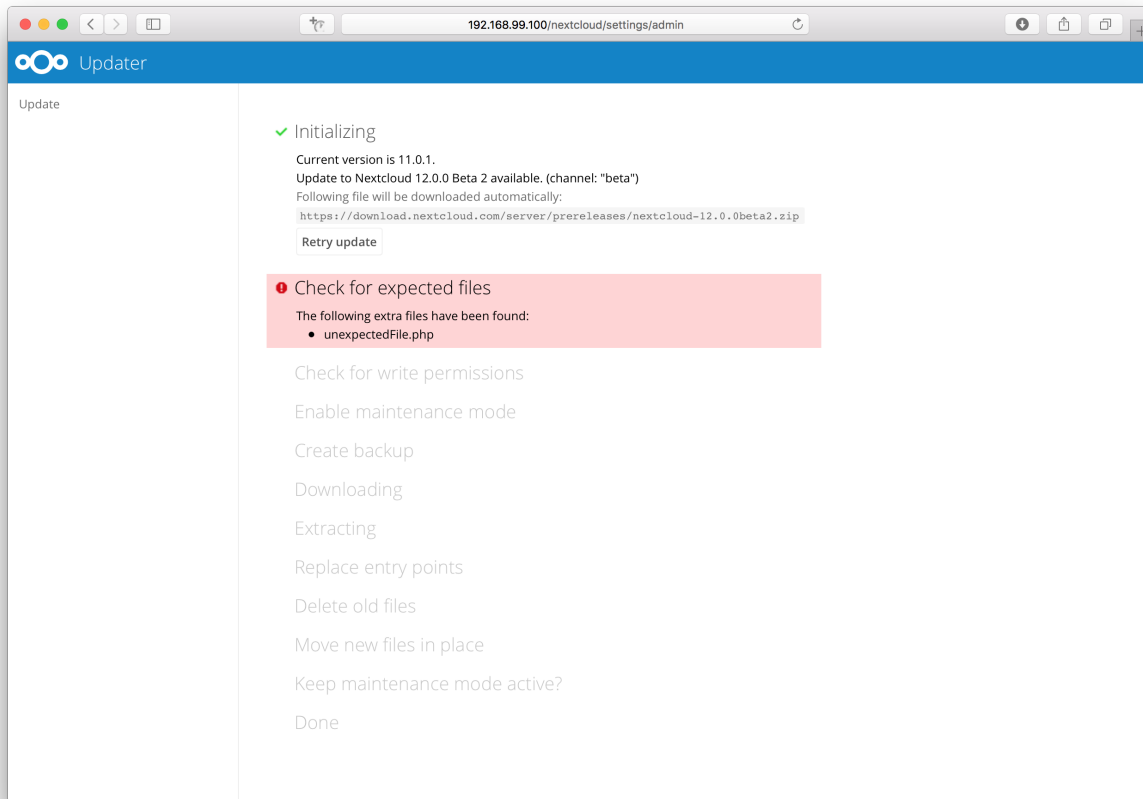 192.168.99.100/nextcloud/settings/admin
Updater
Update
Initializing
Current version is 11.0.1.
Update to Nextcloud 12.0.0 Beta 2 available. (channel: "beta")
Following file will be downloaded automatically:
https://download.nextcloud.com/server/prereleases/nextcloud-12.0.0beta2.zip
Retry update
Check for expected files
The following extra files have been found:
unexpectedFile.php
Check for write permissions
Enable maintenance mode
Create backup
Downloading
Extracting
Replace entry points
Delete old files
Move new files in place
Keep maintenance mode active?
Done